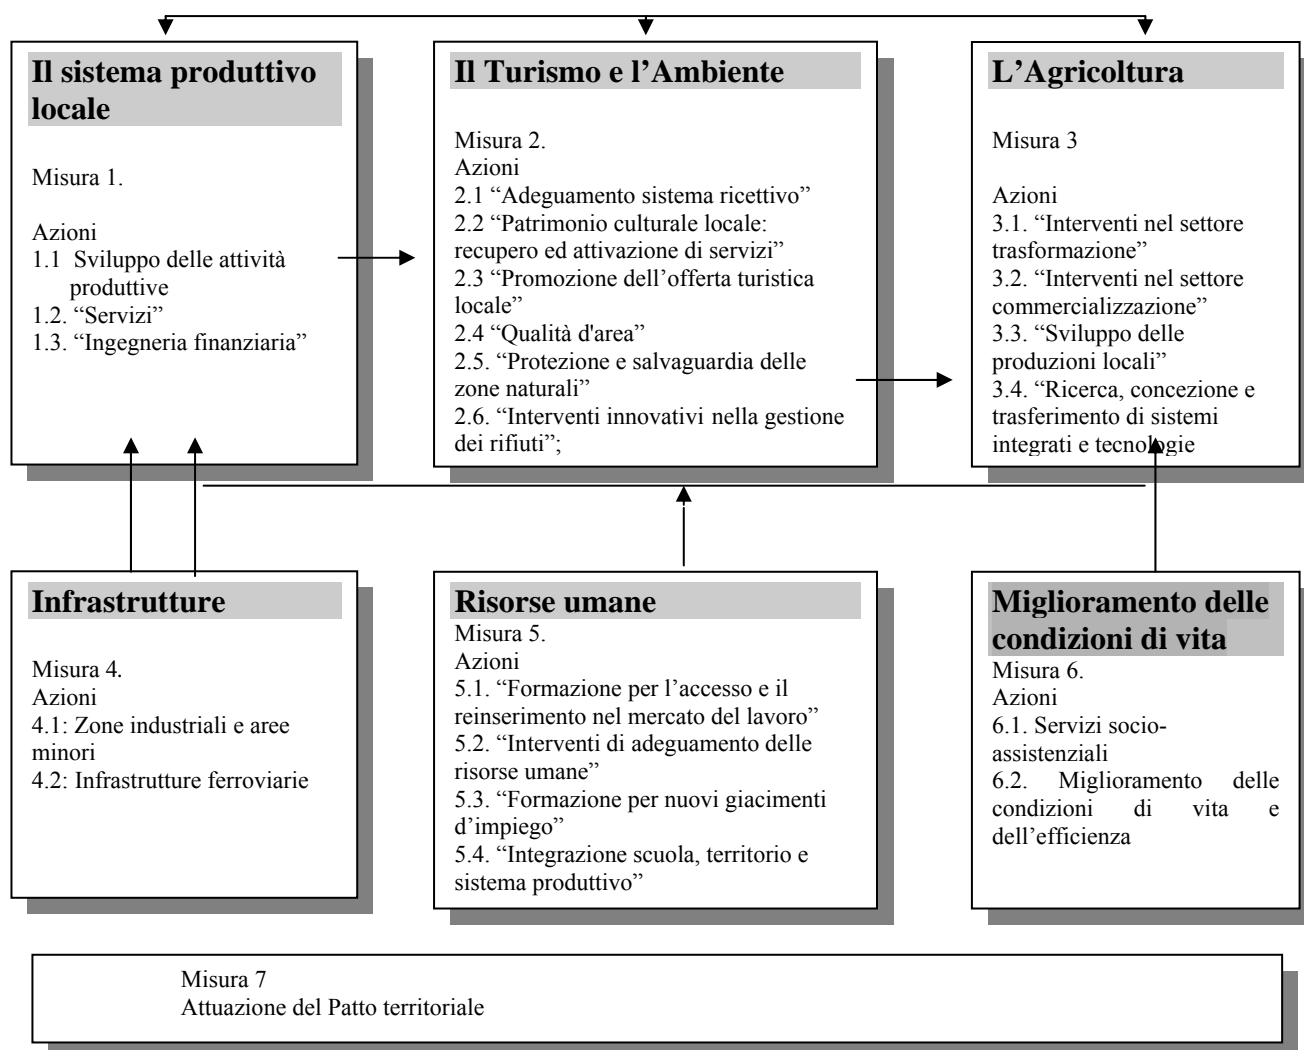 Il sistema produttivo
locale
Misura 1.
Azioni
1.1 Sviluppo delle attività
produttive
1.2. “Servizi”
1.3. “Ingegneria finanziaria”
Il Turismo e l’Ambiente
Misura 2.
Azioni
2.1 “Adeguamento sistema ricettivo”
2.2 “Patrimonio culturale locale:
recupero ed attivazione di servizi”
2.3 “Promozione dell’offerta turistica
locale”
2.4 “Qualità d'area”
2.5. “Protezione e salvaguardia delle
zone naturali”
2.6. “Interventi innovativi nella gestione
dei rifiuti”;
L’Agricoltura
Misura 3
Azioni
3.1. “Interventi nel settore
trasformazione”
3.2. “Interventi nel settore
commercializzazione”
3.3. “Sviluppo delle
produzioni locali”
3.4. “Ricerca, concezione e
trasferimento di sistemi
integrati e tecnologie
Infrastrutture
Misura 4.
Azioni
4.1: Zone industriali e aree
minori
4.2: Infrastrutture ferroviarie
Risorse umane
Misura 5.
Azioni
5.1. “Formazione per l’accesso e il
reinserimento nel mercato del lavoro”
5.2. “Interventi di adeguamento delle
risorse umane”
5.3. “Formazione per nuovi giacimenti
d’impiego”
5.4. “Integrazione scuola, territorio e
sistema produttivo”
Miglioramento delle
condizioni di vita
Misura 6.
Azioni
6.1. Servizi socio-
assistenziali
6.2. Miglioramento delle
condizioni di vita e
dell’efficienza
Misura 7
Attuazione del Patto territoriale